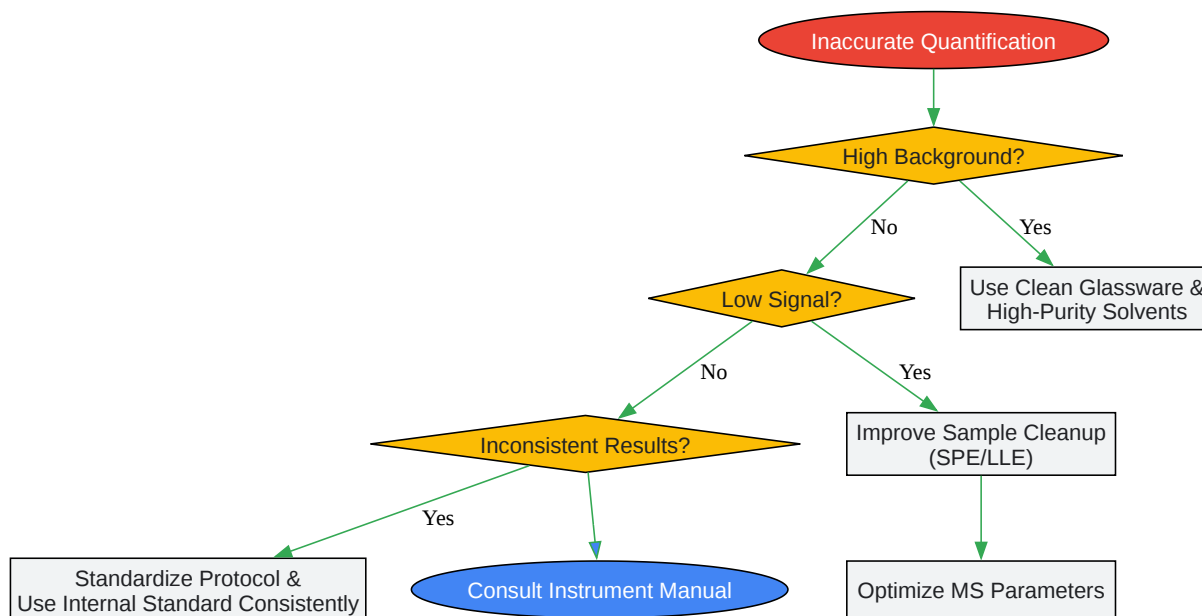 Inaccurate Quantification
High Background?
No
Yes
Low Signal?
Use Clean Glassware &
High-Purity Solvents
No
Yes
Inconsistent Results?
Improve Sample Cleanup
(SPE/LLE)
Yes
Standardize Protocol &
Use Internal Standard Consistently
Consult Instrument Manual
Optimize MS Parameters